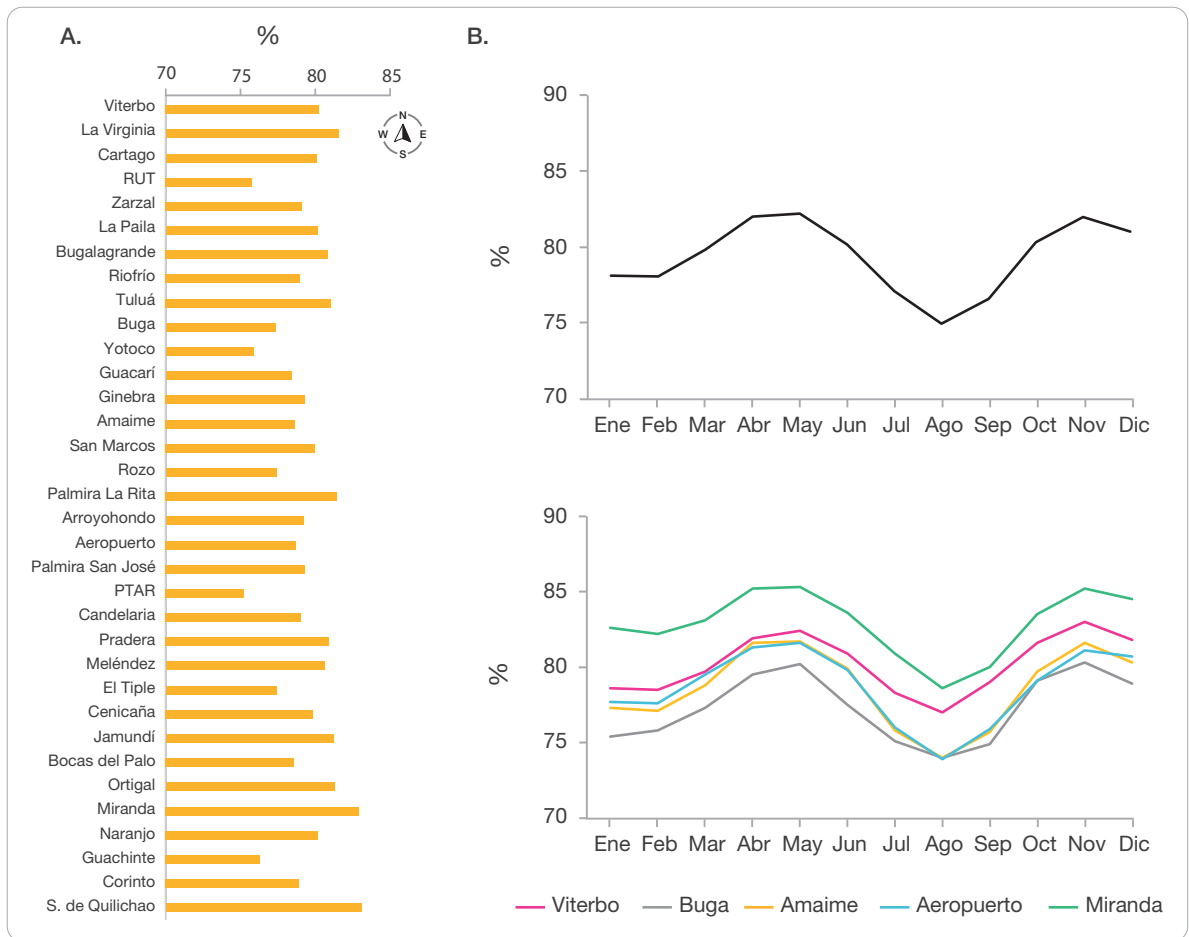 A.
%
70 75 80 85
N
W E
S
Viterbo
La Virginia
Cartago
RUT
Zarzal
La Paila
Bugalagrande
Riofrío
Tuluá
Buga
Yotoco
Guacarí
Ginebra
Amaime
San Marcos
Rozo
Palmira La Rita
Arroyohondo
Aeropuerto
Palmira San José
PTAR
Candelaria
Pradera
Meléndez
El Tiple
Cenicaña
Jamundí
Bocas del Palo
Ortigal
Miranda
Naranjo
Guachinte
Corinto
S. de Quilichao
B.
90
85
80
75
70
%
Ene Feb Mar Abr May Jun Jul Ago Sep Oct Nov Dic
90
85
80
75
70
%
Ene Feb Mar Abr May Jun Jul Ago Sep Oct Nov Dic
Viterbo Buga Amaime Aeropuerto Miranda